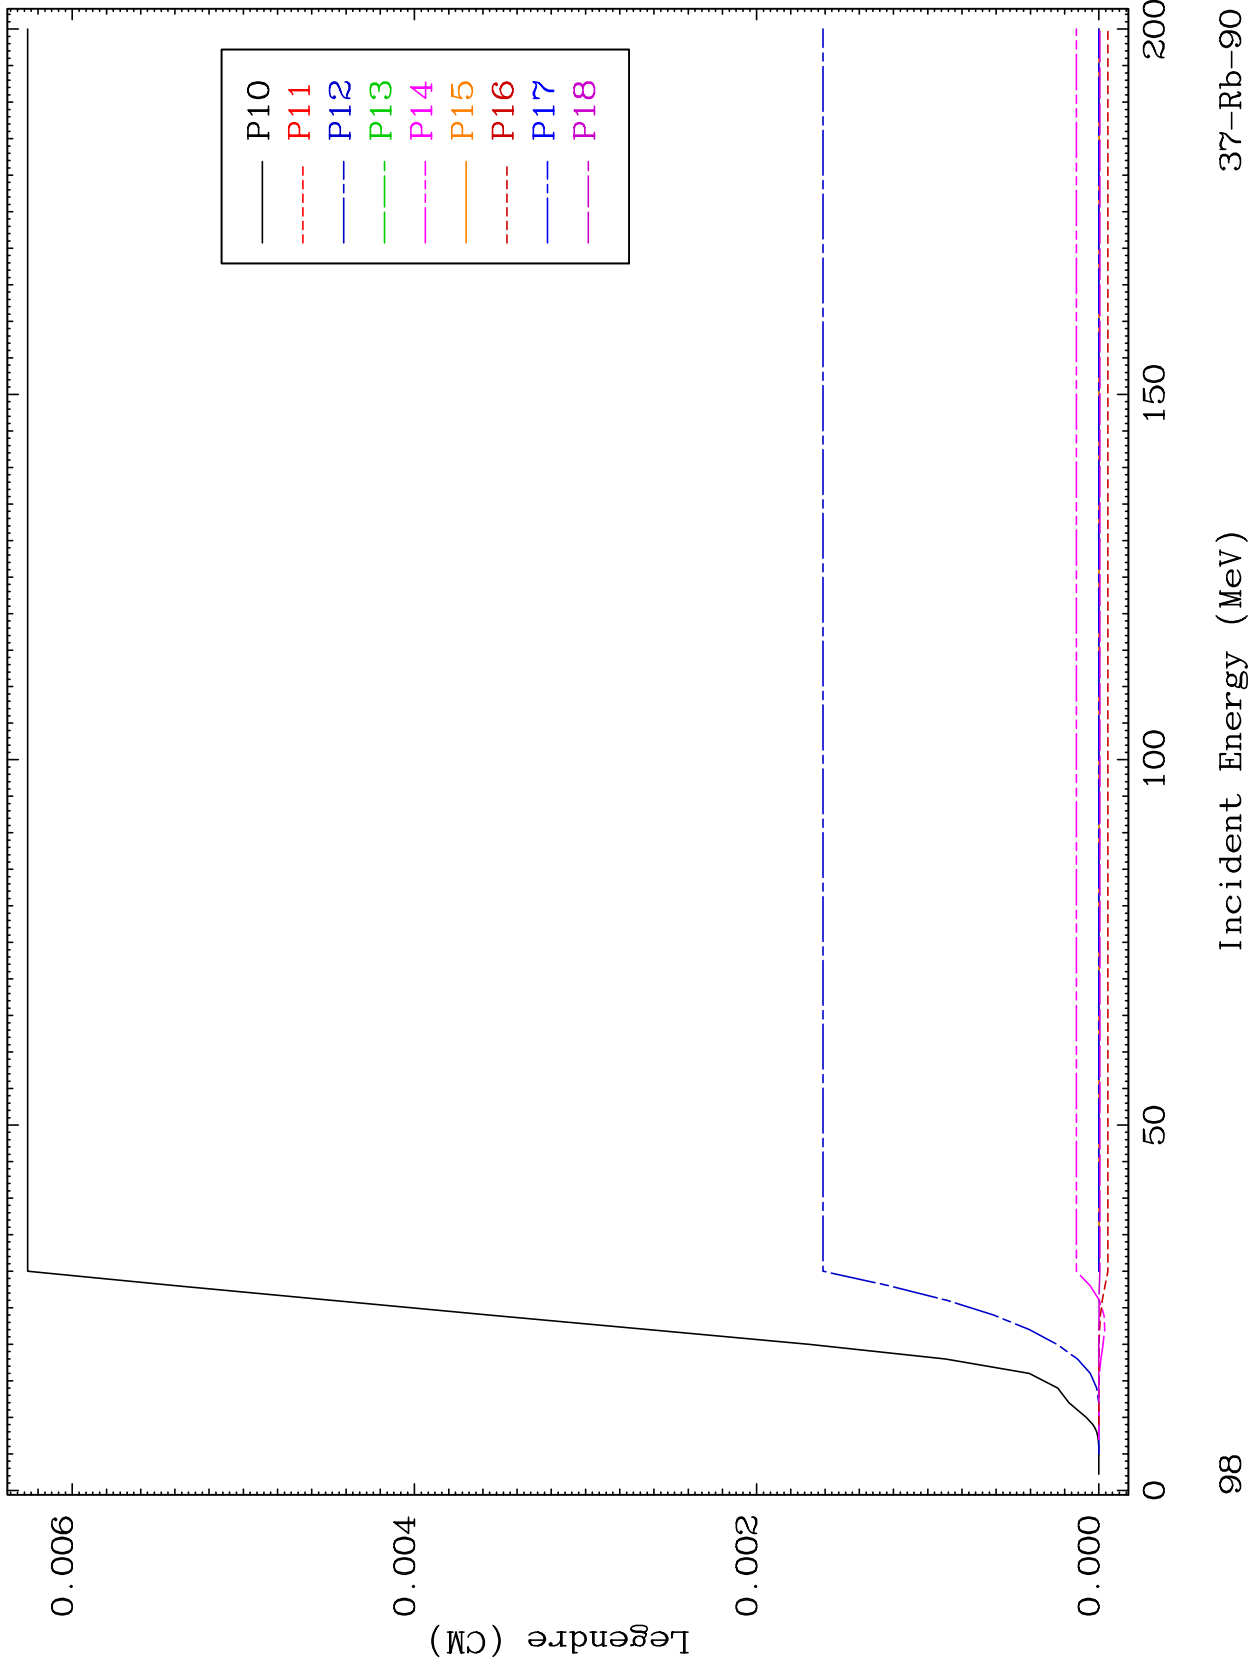 P10
P11
P12
P13
P14
P15
P16
P17
P18
0.006
0.004
0.002
0.000
Legendre (CM)
0
50
100
150
200
Incident Energy (MeV)
98
37-Rb-90